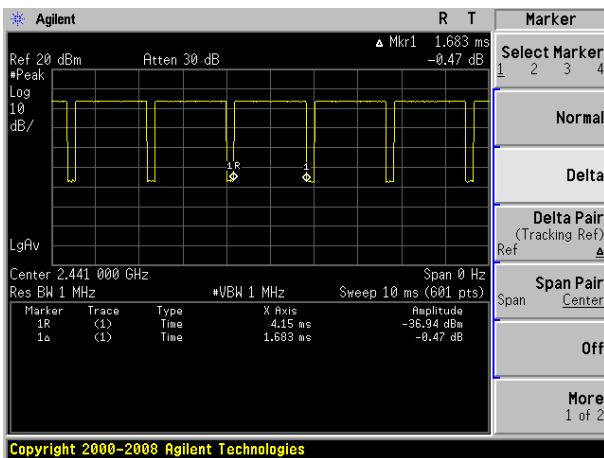 Agilent R T Marker
Δ Mkr1 1.683 ms
Ref 20 dBm Atten 30 dB -0.47 dB
#Peak
Log
10
dB/
1R 1
LgAv
Center 2.441 000 GHz Span 0 Hz
Res BW 1 MHz #VBW 1 MHz Sweep 10 ms (601 pts)
Marker Trace Type X Axis Amplitude
1R (1) Time 4.15 ms -36.94 dBm
1Δ (1) Time 1.683 ms -0.47 dB
Select Marker
1 2 3 4
Normal
Delta
Delta Pair
(Tracking Ref)
Ref Δ
Span Pair
Span Center
Off
More
1 of 2
Copyright 2000-2008 Agilent Technologies